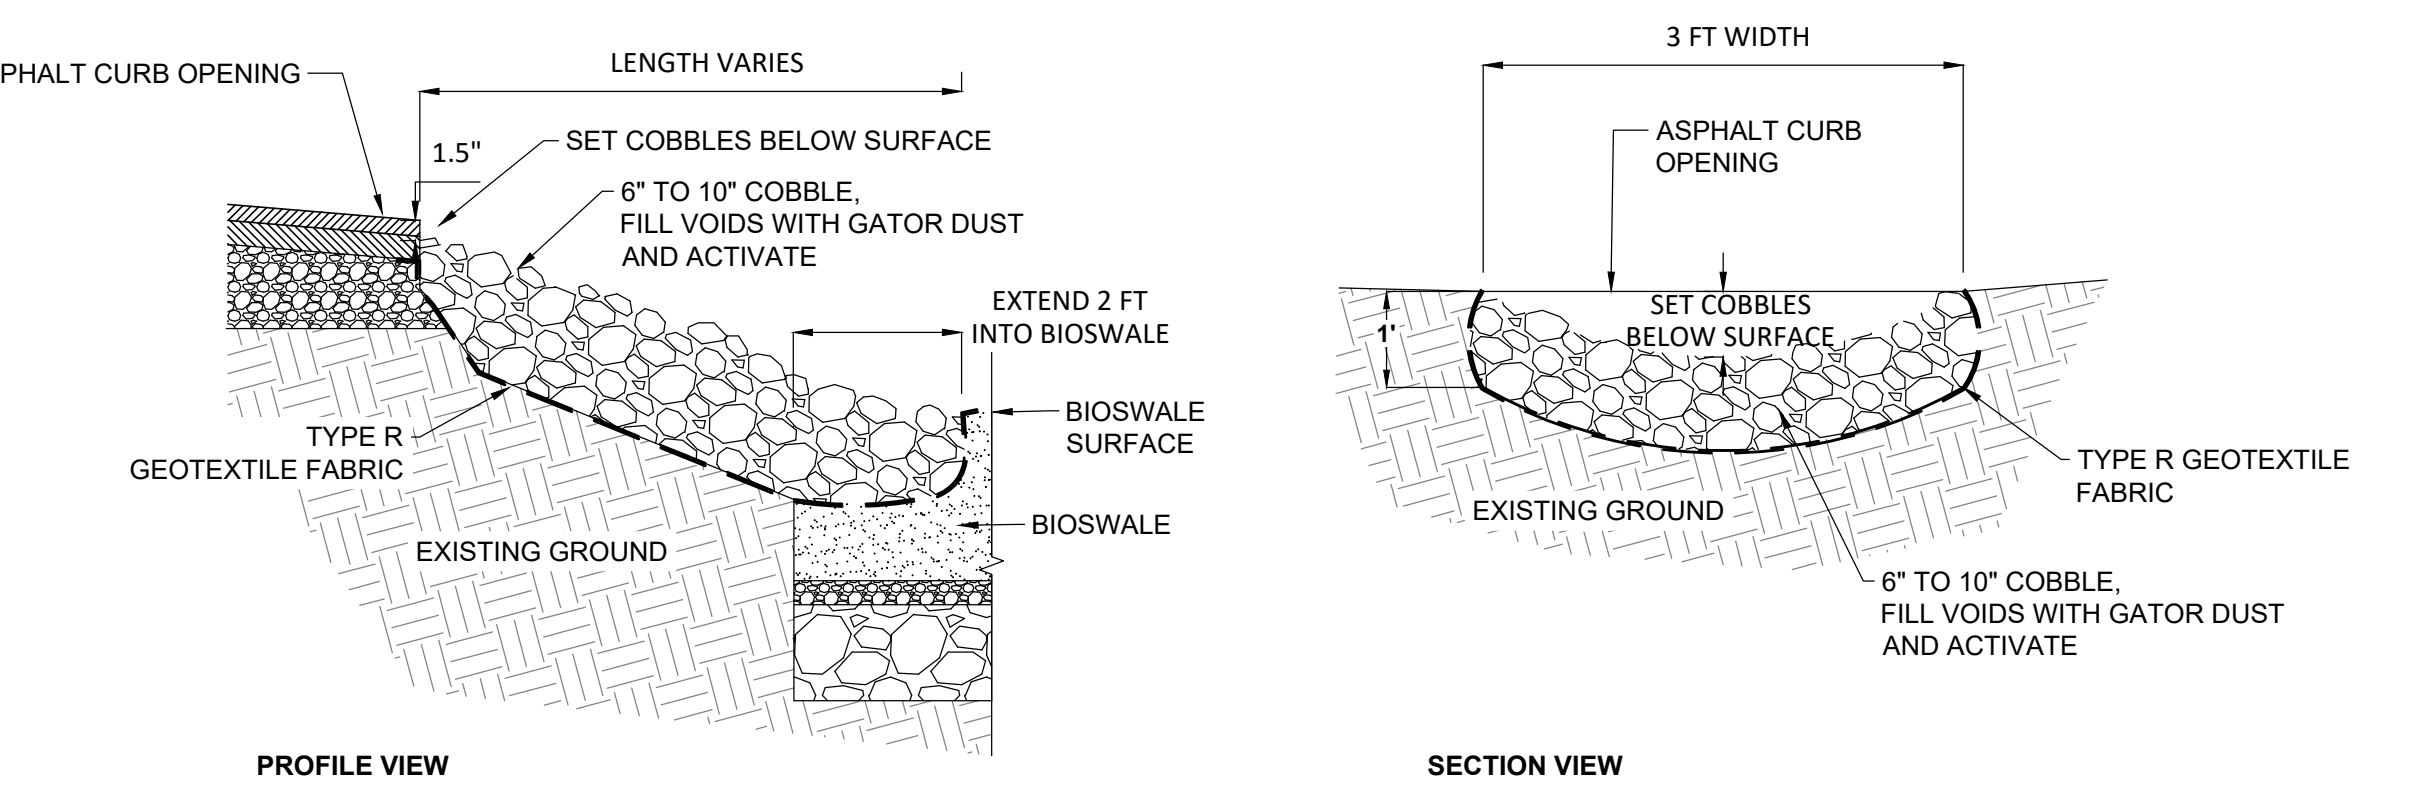 PHALT CURB OPENING
LENGTH VARIES
1.5"
SET COBBLES BELOW SURFACE
6" TO 10" COBBLE,
FILL VOIDS WITH GATOR DUST
AND ACTIVATE
EXTEND 2 FT
INTO BIOSWALE
TYPE R
GEOTEXTILE FABRIC
BIOSWALE
SURFACE
BIOSWALE
EXISTING GROUND
PROFILE VIEW
3 FT WIDTH
ASPHALT CURB
OPENING
SET COBBLES
BELOW SURFACE
1'
TYPE R GEOTEXTILE
FABRIC
EXISTING GROUND
6" TO 10" COBBLE,
FILL VOIDS WITH GATOR DUST
AND ACTIVATE
SECTION VIEW